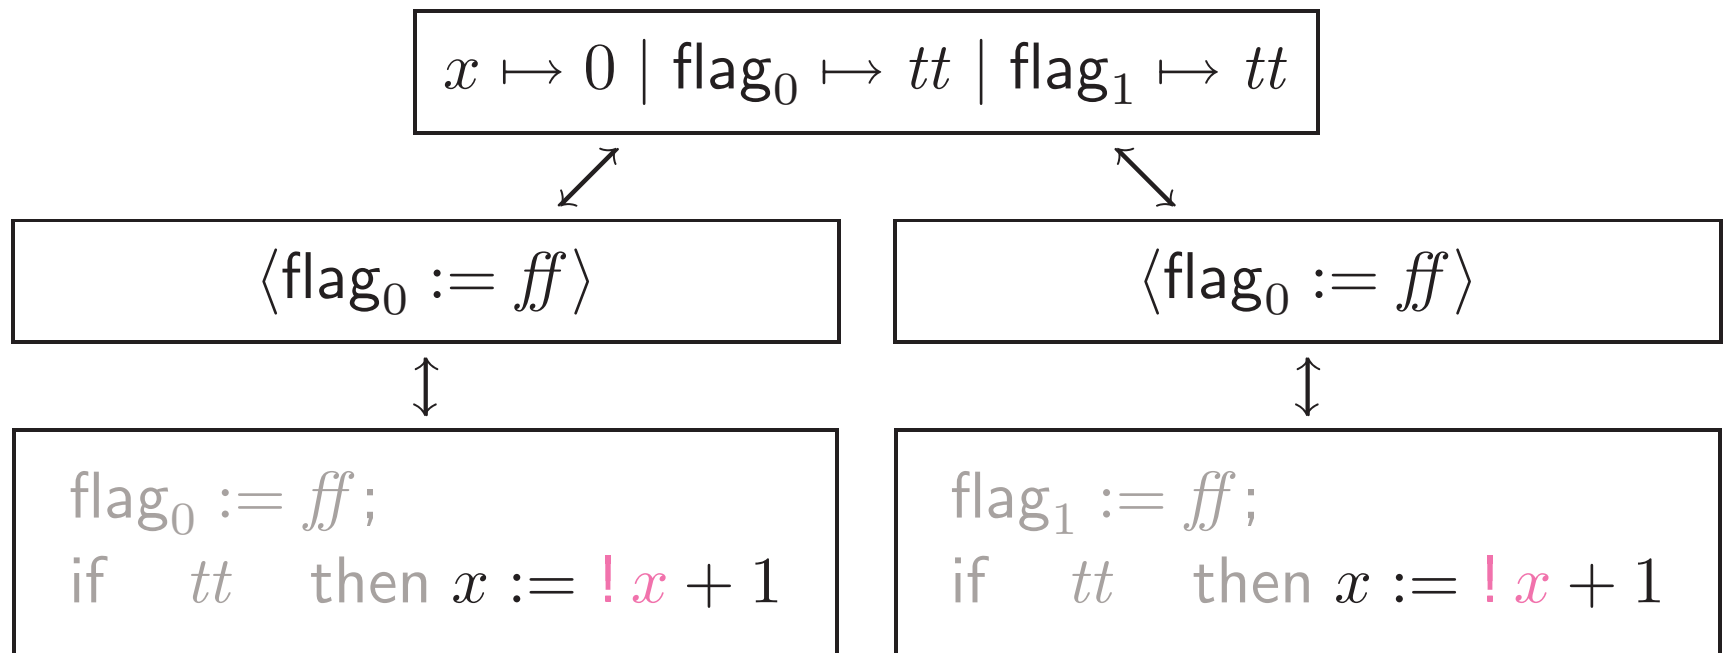 x ↦ 0 | flag₀ ↦ tt | flag₁ ↦ tt
⟨flag₀ := ff⟩
⟨flag₀ := ff⟩
flag₀ := ff ;
if tt then x := ! x + 1
flag₁ := ff ;
if tt then x := ! x + 1